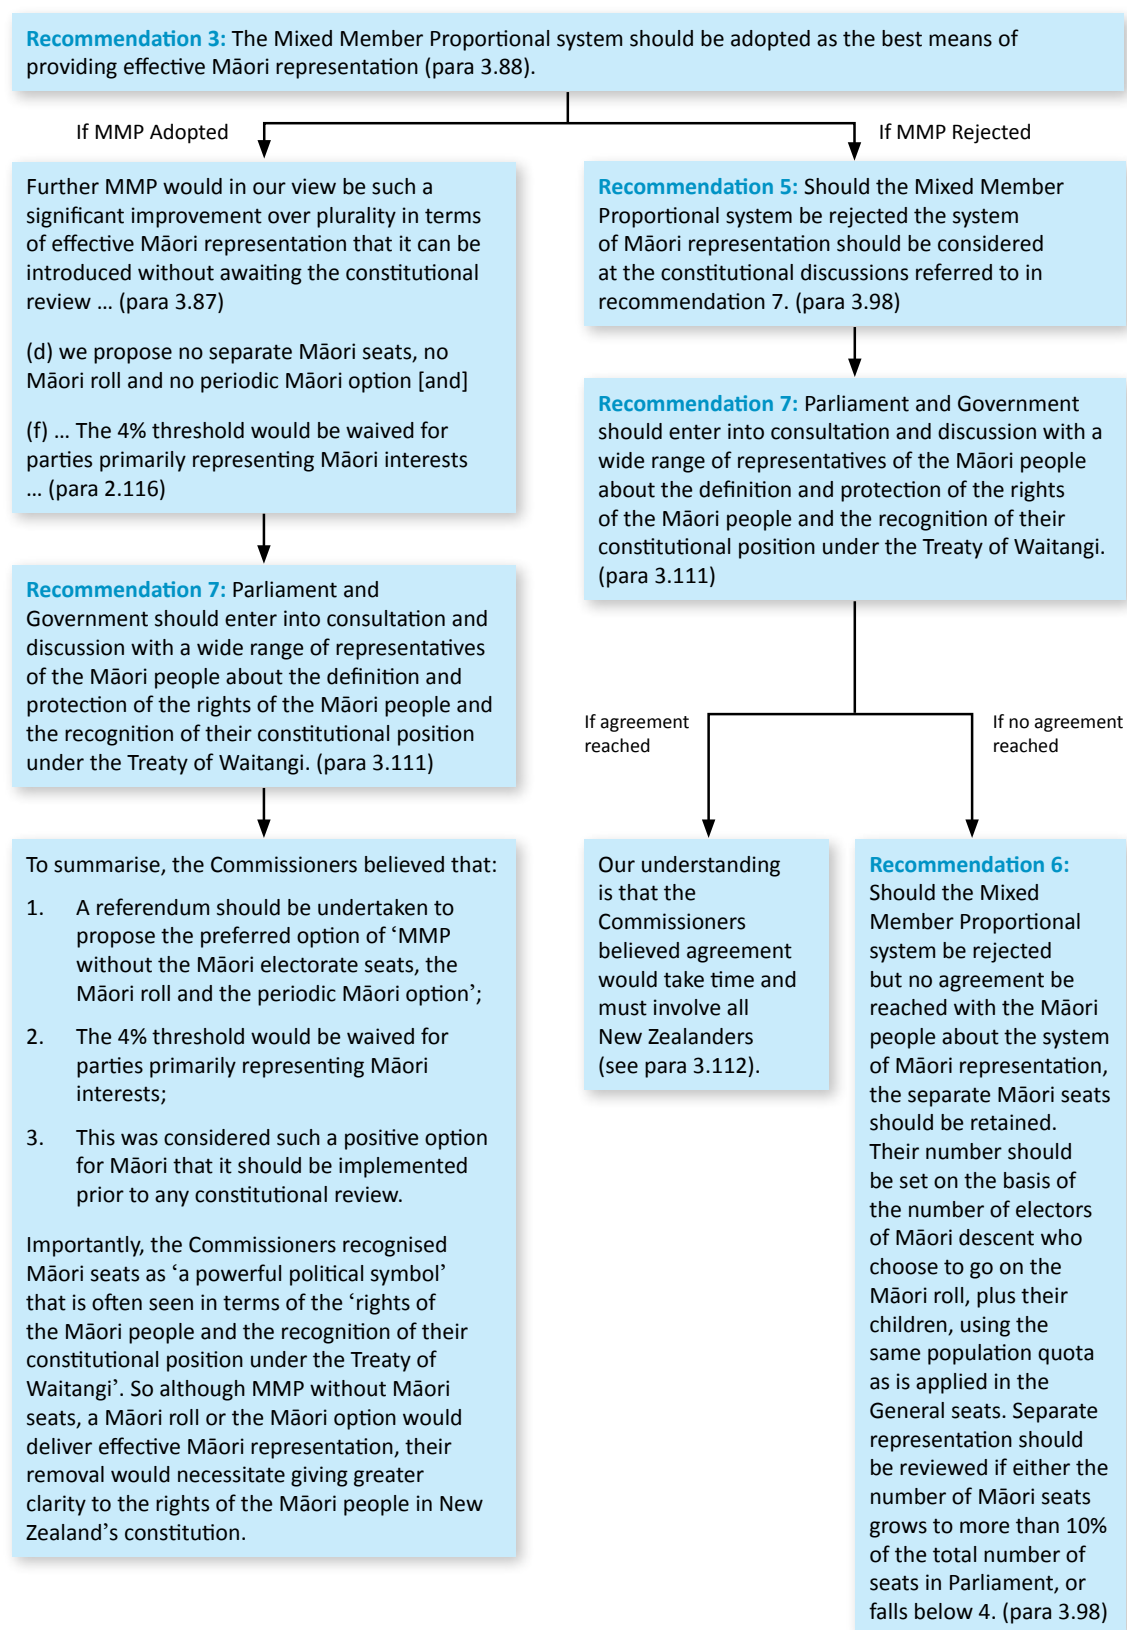 Recommendation 3: The Mixed Member Proportional system should be adopted as the best means of
providing effective Māori representation (para 3.88).
If MMP Adopted
If MMP Rejected
Further MMP would in our view be such a
significant improvement over plurality in terms
of effective Māori representation that it can be
introduced without awaiting the constitutional
review ... (para 3.87)
(d) we propose no separate Māori seats, no
Māori roll and no periodic Māori option [and]
(f) ... The 4% threshold would be waived for
parties primarily representing Māori interests
... (para 2.116)
Recommendation 7: Parliament and
Government should enter into consultation and
discussion with a wide range of representatives
of the Māori people about the definition and
protection of the rights of the Māori people and
the recognition of their constitutional position
under the Treaty of Waitangi. (para 3.111)
To summarise, the Commissioners believed that:
1. A referendum should be undertaken to
propose the preferred option of ‘MMP
without the Māori electorate seats, the
Māori roll and the periodic Māori option’;
2. The 4% threshold would be waived for
parties primarily representing Māori
interests;
3. This was considered such a positive option
for Māori that it should be implemented
prior to any constitutional review.
Importantly, the Commissioners recognised
Māori seats as ‘a powerful political symbol’
that is often seen in terms of the ‘rights of
the Māori people and the recognition of their
constitutional position under the Treaty of
Waitangi’. So although MMP without Māori
seats, a Māori roll or the Māori option would
deliver effective Māori representation, their
removal would necessitate giving greater
clarity to the rights of the Māori people in New
Zealand’s constitution.
Recommendation 5: Should the Mixed Member
Proportional system be rejected the system
of Māori representation should be considered
at the constitutional discussions referred to in
recommendation 7. (para 3.98)
Recommendation 7: Parliament and Government
should enter into consultation and discussion with a
wide range of representatives of the Māori people
about the definition and protection of the rights
of the Māori people and the recognition of their
constitutional position under the Treaty of Waitangi.
(para 3.111)
If agreement
reached
If no agreement
reached
Our understanding
is that the
Commissioners
believed agreement
would take time and
must involve all
New Zealanders
(see para 3.112).
Recommendation 6:
Should the Mixed
Member Proportional
system be rejected
but no agreement be
reached with the Māori
people about the system
of Māori representation,
the separate Māori seats
should be retained.
Their number should
be set on the basis of
the number of electors
of Māori descent who
choose to go on the
Māori roll, plus their
children, using the
same population quota
as is applied in the
General seats. Separate
representation should
be reviewed if either the
number of Māori seats
grows to more than 10%
of the total number of
seats in Parliament, or
falls below 4. (para 3.98)